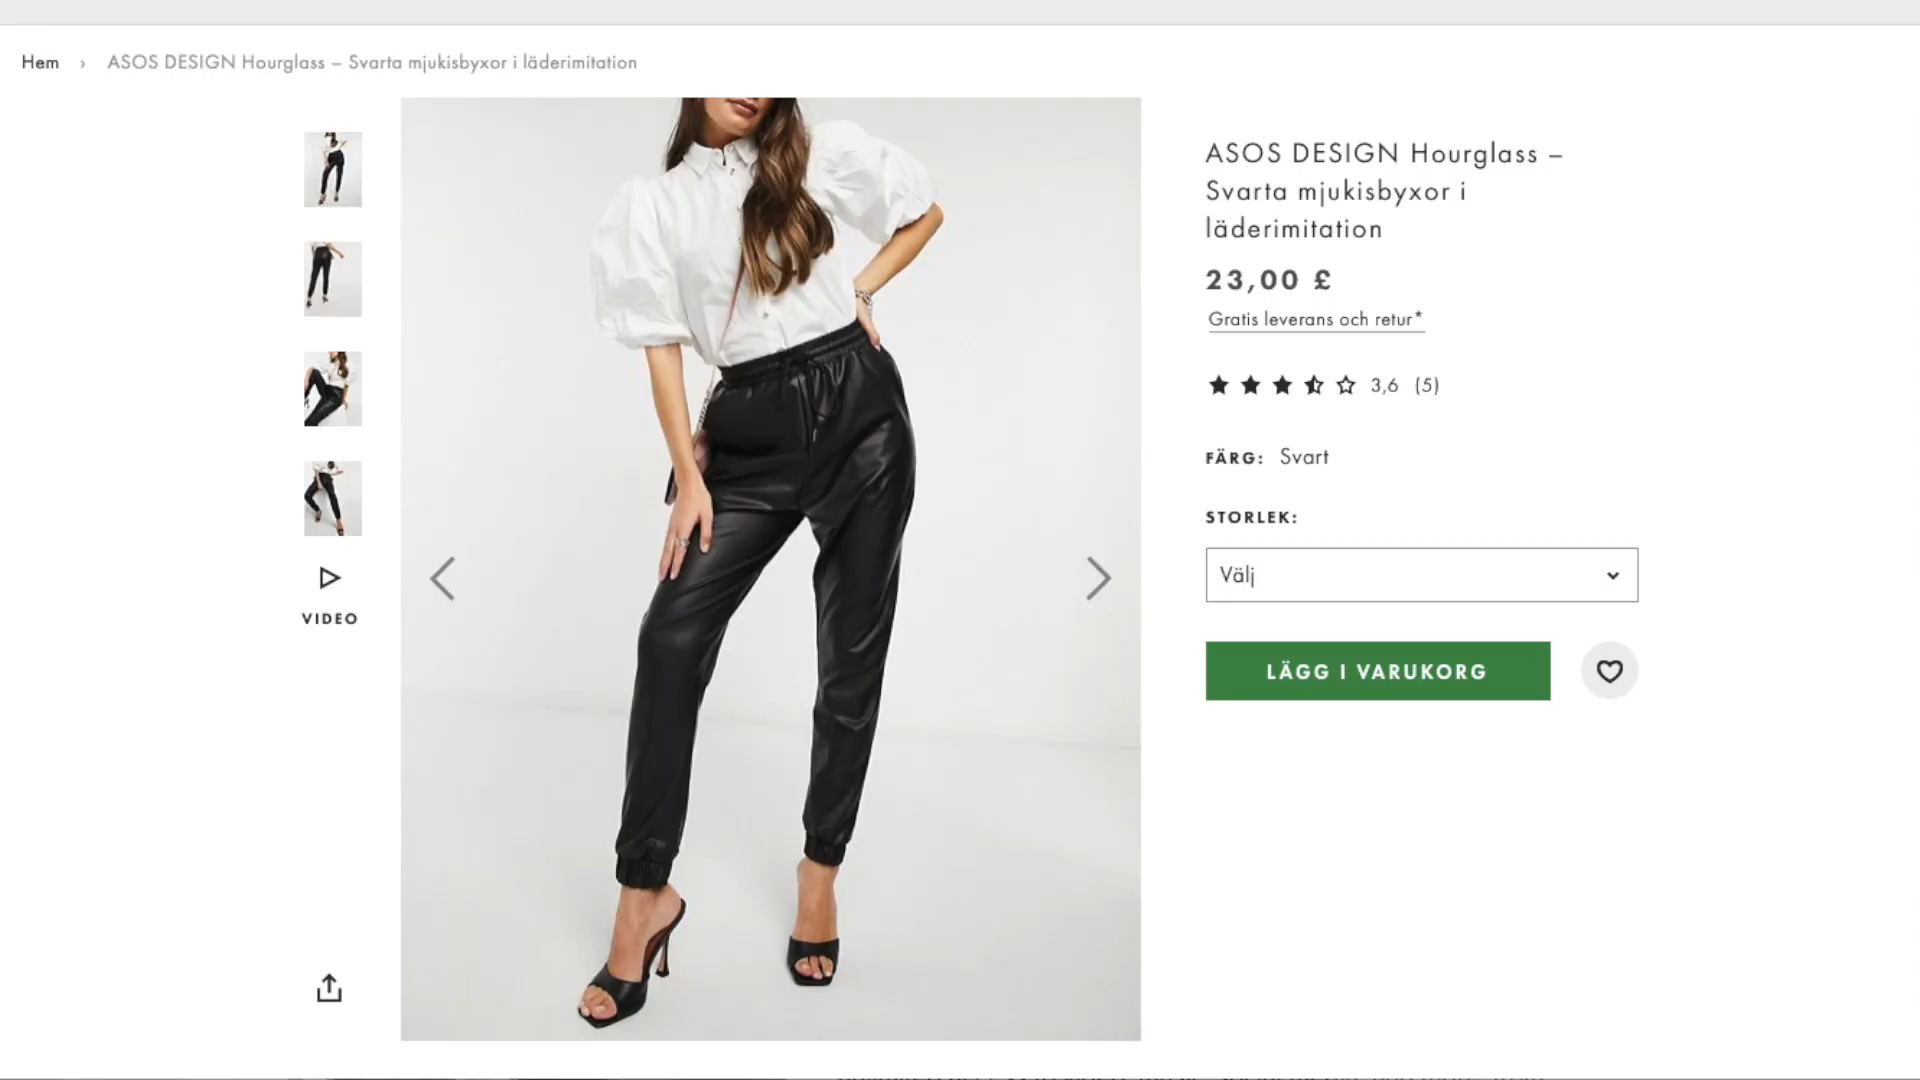 Hem › ASOS DESIGN Hourglass – Svarta mjukisbyxor i läderimitation
ASOS DESIGN Hourglass –
Svarta mjukisbyxor i
läderimitation
23,00 £
Gratis leverans och retur*
3,6 (5)
FÄRG: Svart
STORLEK:
Välj
LÄGG I VARUKORG
VIDEO